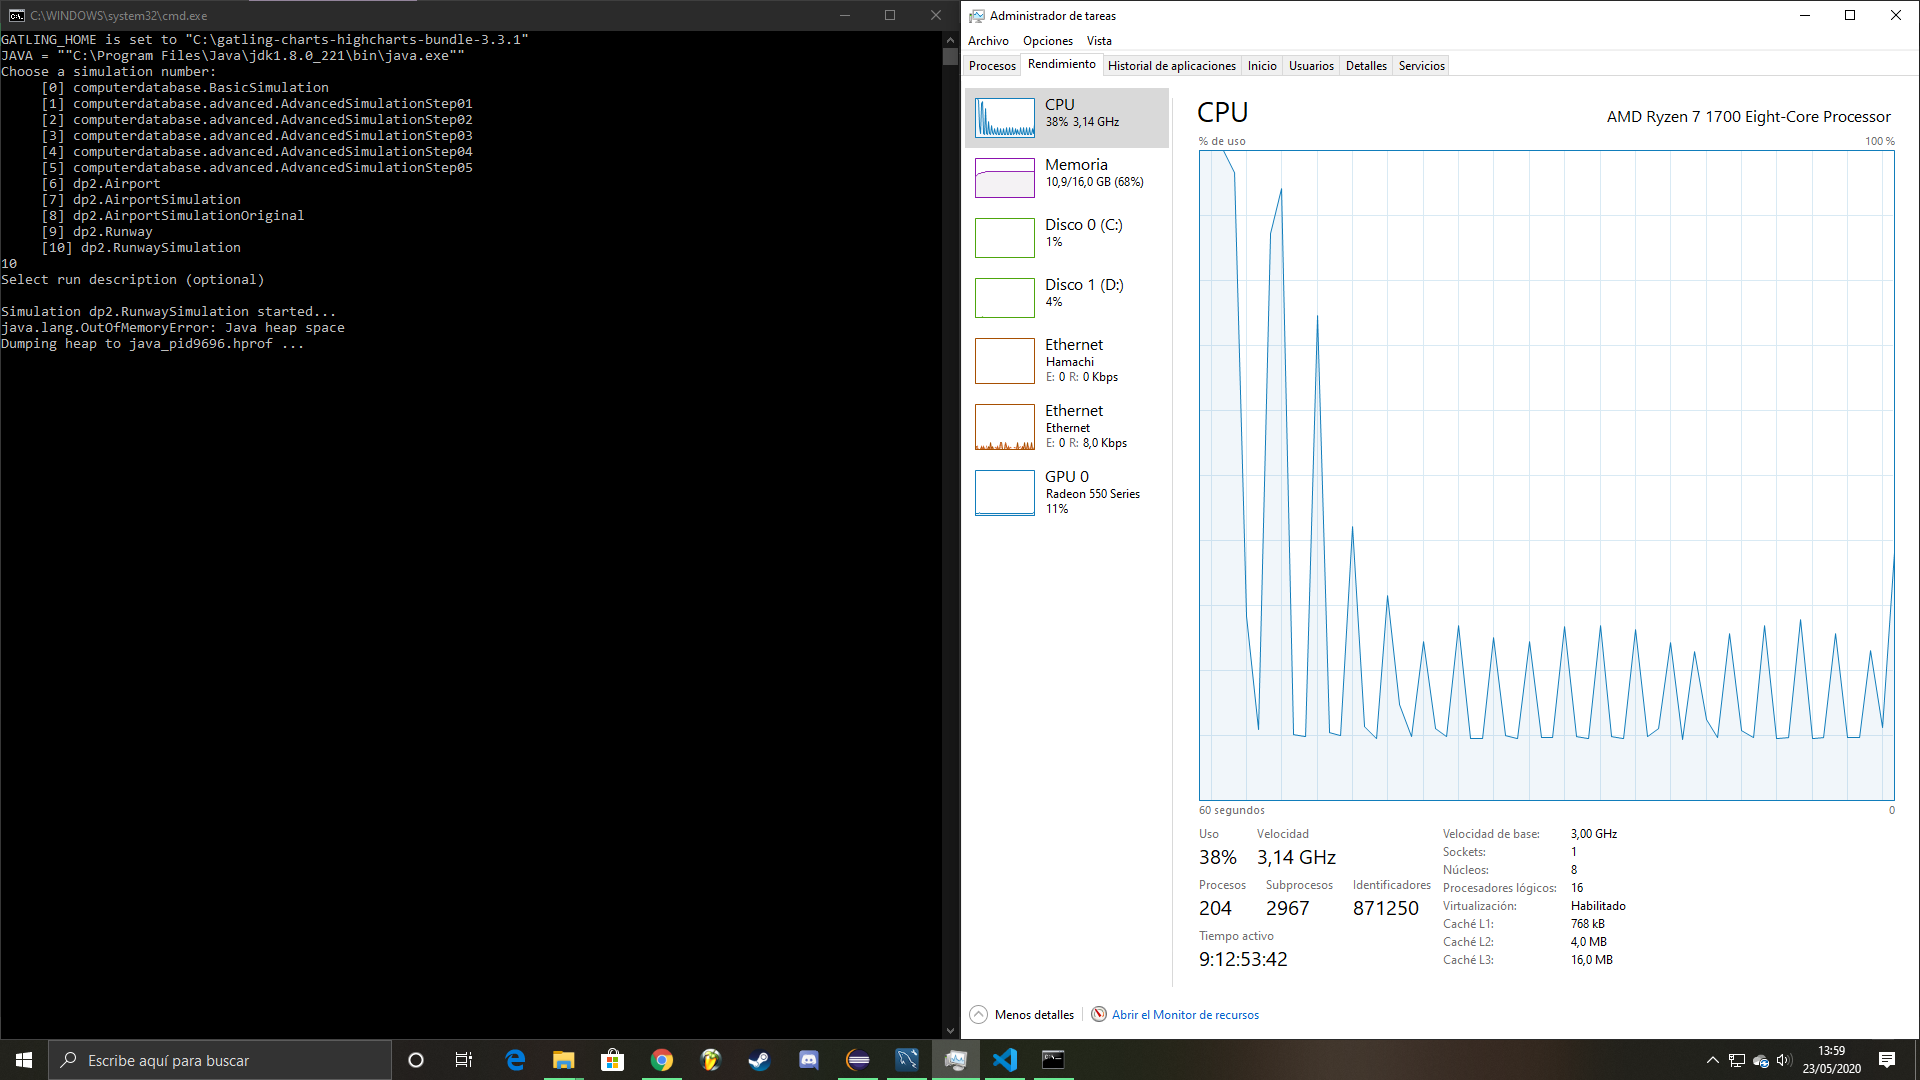 C:\WINDOWS\system32\cmd.exe
GATLING_HOME is set to "C:\gatling-charts-highcharts-bundle-3.3.1"
JAVA = ""C:\Program Files\Java\jdk1.8.0_221\bin\java.exe""
Choose a simulation number:
[0] computerdatabase.BasicSimulation
[1] computerdatabase.advanced.AdvancedSimulationStep01
[2] computerdatabase.advanced.AdvancedSimulationStep02
[3] computerdatabase.advanced.AdvancedSimulationStep03
[4] computerdatabase.advanced.AdvancedSimulationStep04
[5] computerdatabase.advanced.AdvancedSimulationStep05
[6] dp2.Airport
[7] dp2.AirportSimulation
[8] dp2.AirportSimulationOriginal
[9] dp2.Runway
[10] dp2.RunwaySimulation
10
Select run description (optional)
Simulation dp2.RunwaySimulation started...
java.lang.OutOfMemoryError: Java heap space
Dumping heap to java_pid9696.hprof ...
Administrador de tareas
Archivo Opciones Vista
Procesos Rendimiento Historial de aplicaciones Inicio Usuarios Detalles Servicios
CPU
38% 3,14 GHz
Memoria
10,9/16,0 GB (68%)
Disco 0 (C:)
1%
Disco 1 (D:)
4%
Ethernet
Hamachi
E: 0 R: 0 Kbps
Ethernet
Ethernet
E: 0 R: 8,0 Kbps
GPU 0
Radeon 550 Series
11%
CPU
AMD Ryzen 7 1700 Eight-Core Processor
% de uso
100 %
60 segundos
0
Uso Velocidad
38% 3,14 GHz
Procesos Subprocesos Identificadores
204 2967 871250
Tiempo activo
9:12:53:42
Velocidad de base: 3,00 GHz
Sockets: 1
Núcleos: 8
Procesadores lógicos: 16
Virtualización: Habilitado
Caché L1: 768 kB
Caché L2: 4,0 MB
Caché L3: 16,0 MB
Menos detalles
Abrir el Monitor de recursos
Escribe aquí para buscar
13:59
23/05/2020